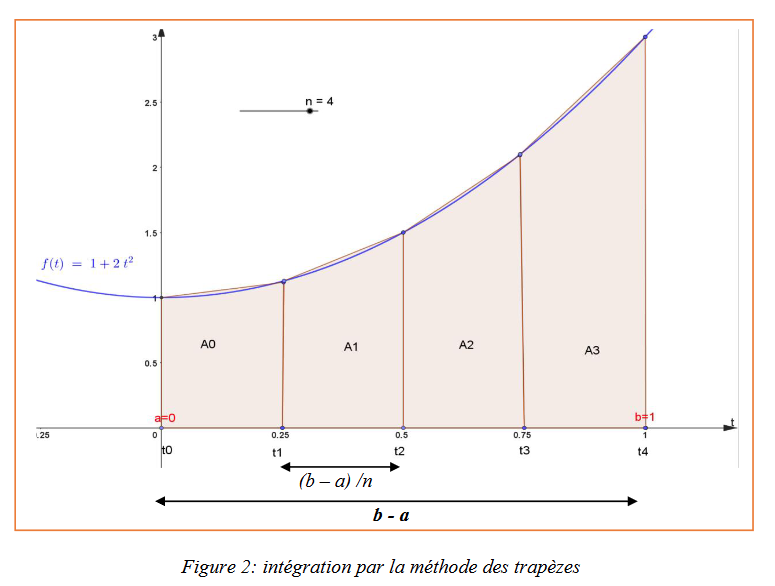 3
n = 4
2.5
2
1.5
f(t) = 1 + 2 t²
1
A0
A1
A2
A3
0.5
a=0
b=1
t
.25
0
0.25
0.5
0.75
1
t0
t1
t2
t3
t4
(b – a) /n
b - a
Figure 2: intégration par la méthode des trapèzes